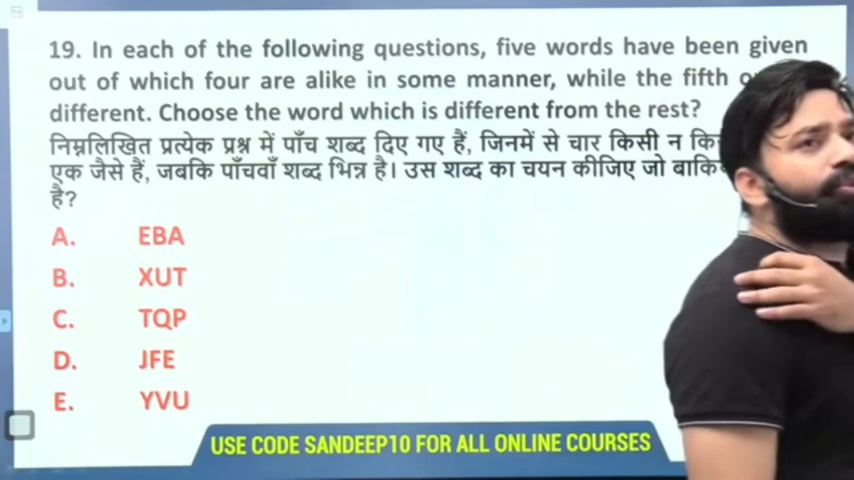 19. In each of the following questions, five words have been given
out of which four are alike in some manner, while the fifth
different. Choose the word which is different from the rest?
निम्नलिखित प्रत्येक प्रश्न में पाँच शब्द दिए गए हैं, जिनमें से चार किसी न
एक जैसे हैं, जबकि पाँचवाँ शब्द भिन्न है। उस शब्द का चयन कीजिए जो
है?
A. EBA
B. XUT
C. TQP
D. JFE
E. YVU
USE CODE SANDEEP10 FOR ALL ONLINE COURSES